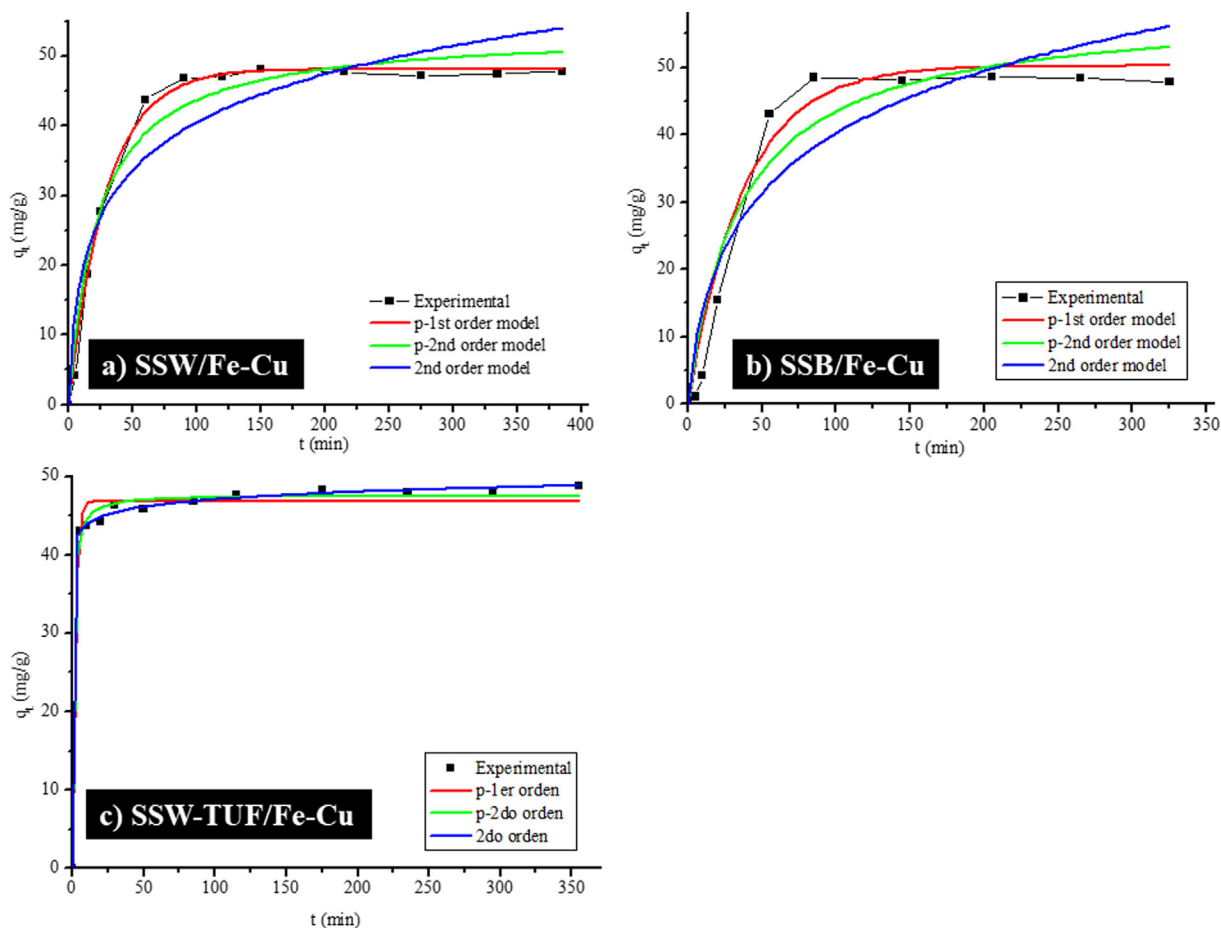 60
50
40
30
20
10
0
qt (mg/g)
Experimental
p-1st order model
p-2nd order model
2nd order model
a) SSW/Fe-Cu
0 50 100 150 200 250 300 350 400
t (min)
60
50
40
30
20
10
0
qt (mg/g)
Experimental
p-1st order model
p-2nd order model
2nd order model
b) SSB/Fe-Cu
0 50 100 150 200 250 300 350
t (min)
50
40
30
20
10
0
qt (mg/g)
Experimental
p-1er orden
p-2do orden
2do orden
c) SSW-TUF/Fe-Cu
0 50 100 150 200 250 300 350
t (min)